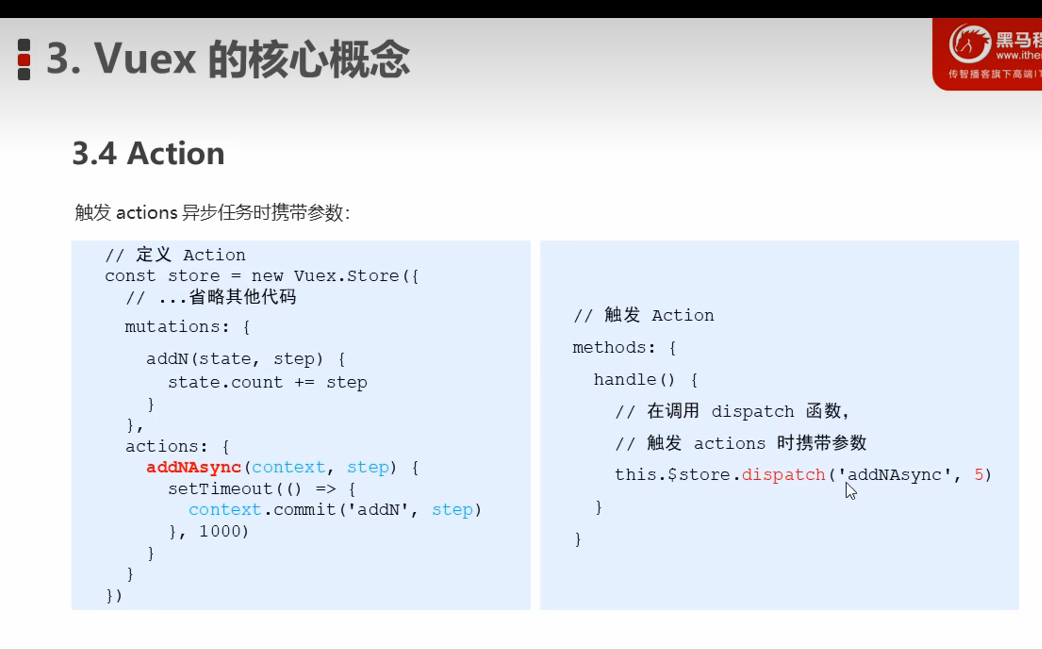 3. Vuex 的核心概念
黑马程
www.ithei
传智播客旗下高端IT
3.4 Action
触发 actions 异步任务时携带参数：
// 定义 Action
const store = new Vuex.Store({
// ...省略其他代码
mutations: {
addN(state, step) {
state.count += step
}
},
actions: {
addNAsync(context, step) {
setTimeout(() => {
context.commit('addN', step)
}, 1000)
}
}
})
// 触发 Action
methods: {
handle() {
// 在调用 dispatch 函数，
// 触发 actions 时携带参数
this.$store.dispatch('addNAsync', 5)
}
}